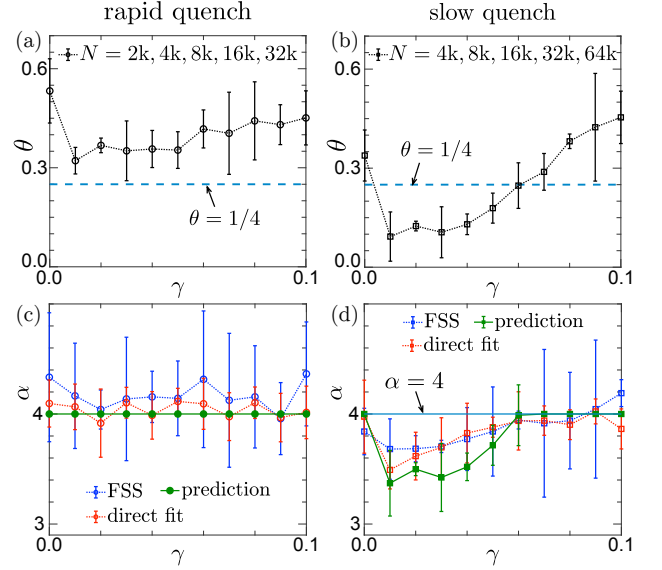 rapid quench
slow quench
(a)
N = 2k, 4k, 8k, 16k, 32k
0.6
θ
0.3
θ = 1/4
0.0
0.0
γ
0.1
(b)
N = 4k, 8k, 16k, 32k, 64k
0.6
θ
0.3
θ = 1/4
0.0
0.0
γ
0.1
(c)
α
4
FSS
prediction
direct fit
3
0.0
γ
0.1
(d)
FSS
prediction
direct fit
α = 4
α
4
3
0.0
γ
0.1